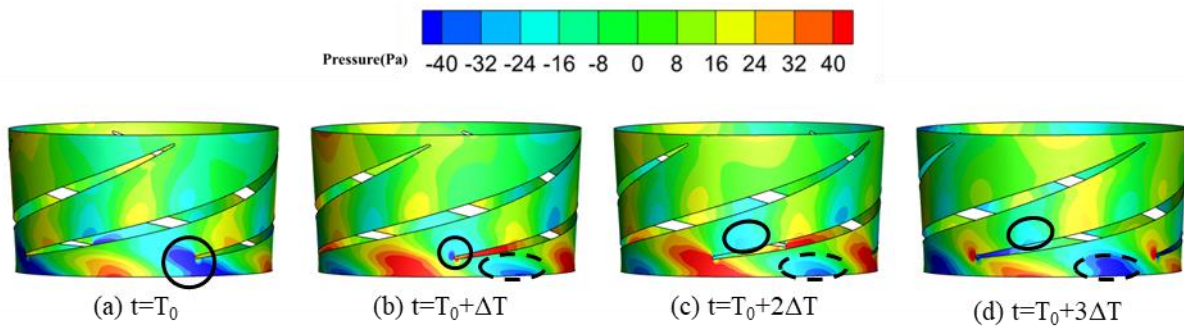 Pressure(Pa) -40 -32 -24 -16 -8 0 8 16 24 32 40
(a) t=T₀ (b) t=T₀+ΔT (c) t=T₀+2ΔT (d) t=T₀+3ΔT